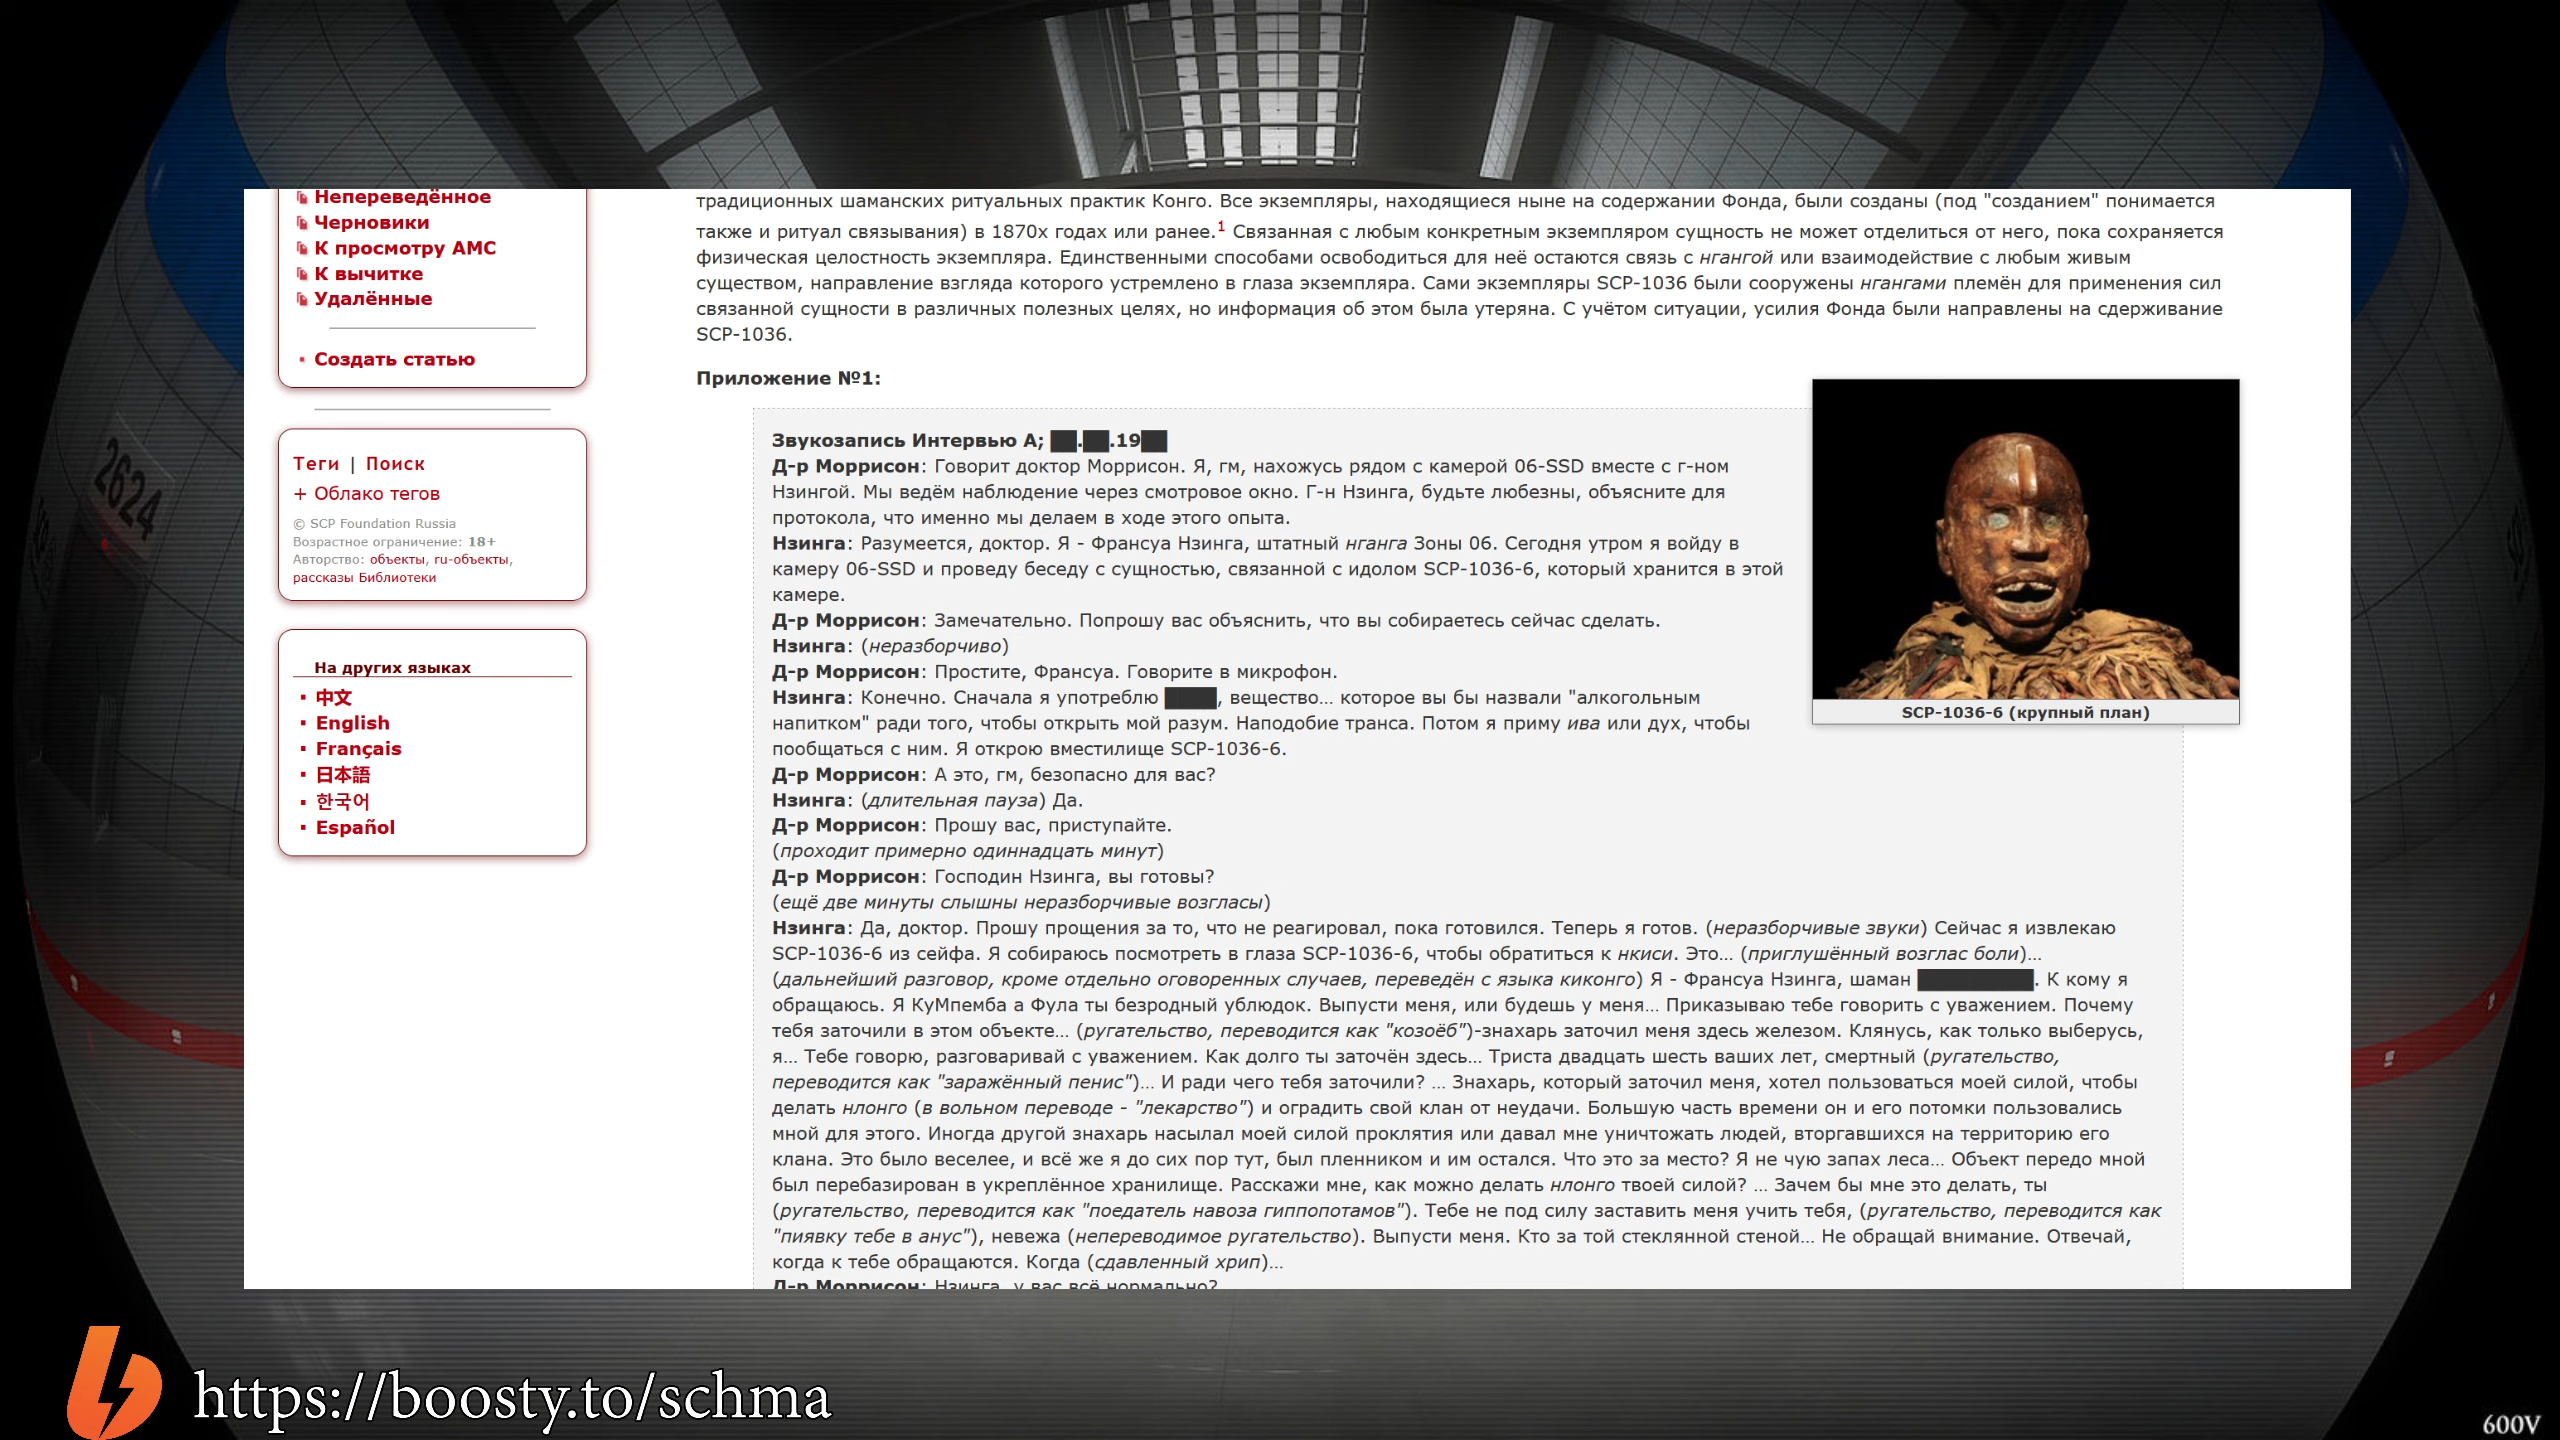 Непереведённое
Черновики
К просмотру АМС
К вычитке
Удалённые
Создать статью
Теги | Поиск
+ Облако тегов
© SCP Foundation Russia
Возрастное ограничение: 18+
Авторство: объекты, ru-объекты,
рассказы Библиотеки
На других языках
中文
English
Français
日本語
한국어
Español
традиционных шаманских ритуальных практик Конго. Все экземпляры, находящиеся ныне на содержании Фонда, были созданы (под "созданием" понимается
также и ритуал связывания) в 1870х годах или ранее.1 Связанная с любым конкретным экземпляром сущность не может отделиться от него, пока сохраняется
физическая целостность экземпляра. Единственными способами освободиться для неё остаются связь с нгангой или взаимодействие с любым живым
существом, направление взгляда которого устремлено в глаза экземпляра. Сами экземпляры SCP-1036 были сооружены нгангами племён для применения сил
связанной сущности в различных полезных целях, но информация об этом была утеряна. С учётом ситуации, усилия Фонда были направлены на сдерживание
SCP-1036.
Приложение №1:
Звукозапись Интервью А; ██.██.19██
Д-р Моррисон: Говорит доктор Моррисон. Я, гм, нахожусь рядом с камерой 06-SSD вместе с г-ном
Нзингой. Мы ведём наблюдение через смотровое окно. Г-н Нзинга, будьте любезны, объясните для
протокола, что именно мы делаем в ходе этого опыта.
Нзинга: Разумеется, доктор. Я - Франсуа Нзинга, штатный нганга Зоны 06. Сегодня утром я войду в
камеру 06-SSD и проведу беседу с сущностью, связанной с идолом SCP-1036-6, который хранится в этой
камере.
Д-р Моррисон: Замечательно. Попрошу вас объяснить, что вы собираетесь сейчас сделать.
Нзинга: (неразборчиво)
Д-р Моррисон: Простите, Франсуа. Говорите в микрофон.
Нзинга: Конечно. Сначала я употреблю ████, вещество… которое вы бы назвали "алкогольным
напитком" ради того, чтобы открыть мой разум. Наподобие транса. Потом я приму ива или дух, чтобы
пообщаться с ним. Я открою вместилище SCP-1036-6.
Д-р Моррисон: А это, гм, безопасно для вас?
Нзинга: (длительная пауза) Да.
Д-р Моррисон: Прошу вас, приступайте.
(проходит примерно одиннадцать минут)
Д-р Моррисон: Господин Нзинга, вы готовы?
(ещё две минуты слышны неразборчивые возгласы)
Нзинга: Да, доктор. Прошу прощения за то, что не реагировал, пока готовился. Теперь я готов. (неразборчивые звуки) Сейчас я извлекаю
SCP-1036-6 из сейфа. Я собираюсь посмотреть в глаза SCP-1036-6, чтобы обратиться к нкиси. Это… (приглушённый возглас боли)…
(дальнейший разговор, кроме отдельно оговоренных случаев, переведён с языка киконго) Я - Франсуа Нзинга, шаман █████████. К кому я
обращаюсь. Я КуМпемба а Фула ты безродный ублюдок. Выпусти меня, или будешь у меня… Приказываю тебе говорить с уважением. Почему
тебя заточили в этом объекте… (ругательство, переводится как "козоёб")-знахарь заточил меня здесь железом. Клянусь, как только выберусь,
я… Тебе говорю, разговаривай с уважением. Как долго ты заточён здесь… Триста двадцать шесть ваших лет, смертный (ругательство,
переводится как "заражённый пенис")… И ради чего тебя заточили? … Знахарь, который заточил меня, хотел пользоваться моей силой, чтобы
делать нлонго (в вольном переводе - "лекарство") и оградить свой клан от неудачи. Большую часть времени он и его потомки пользовались
мной для этого. Иногда другой знахарь насылал моей силой проклятия или давал мне уничтожать людей, вторгавшихся на территорию его
клана. Это было веселее, и всё же я до сих пор тут, был пленником и им остался. Что это за место? Я не чую запах леса… Объект передо мной
был перебазирован в укреплённое хранилище. Расскажи мне, как можно делать нлонго твоей силой? … Зачем бы мне это делать, ты
(ругательство, переводится как "поедатель навоза гиппопотамов"). Тебе не под силу заставить меня учить тебя, (ругательство, переводится как
"пиявку тебе в анус"), невежа (непереводимое ругательство). Выпусти меня. Кто за той стеклянной стеной… Не обращай внимание. Отвечай,
когда к тебе обращаются. Когда (сдавленный хрип)…
Д-р Моррисон: Нзинга, у вас всё нормально?
SCP-1036-6 (крупный план)
2624
https://boosty.to/schma
600V